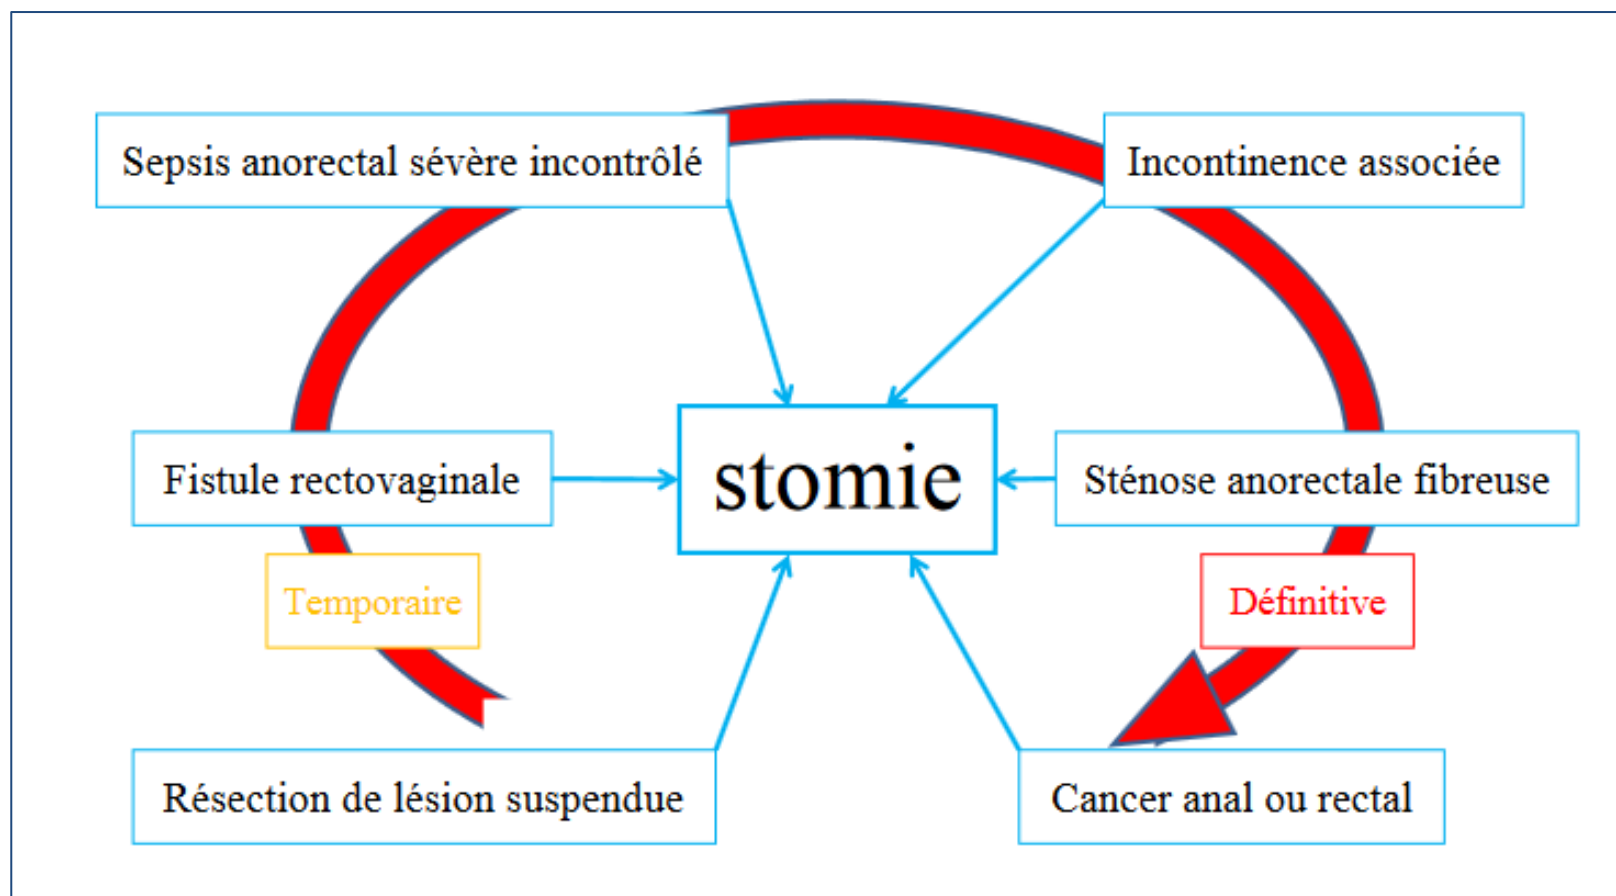 Sepsis anorectal sévère incontrôlé
Incontinence associée
Fistule rectovaginale
stomie
Sténose anorectale fibreuse
Temporaire
Définitive
Résection de lésion suspendue
Cancer anal ou rectal